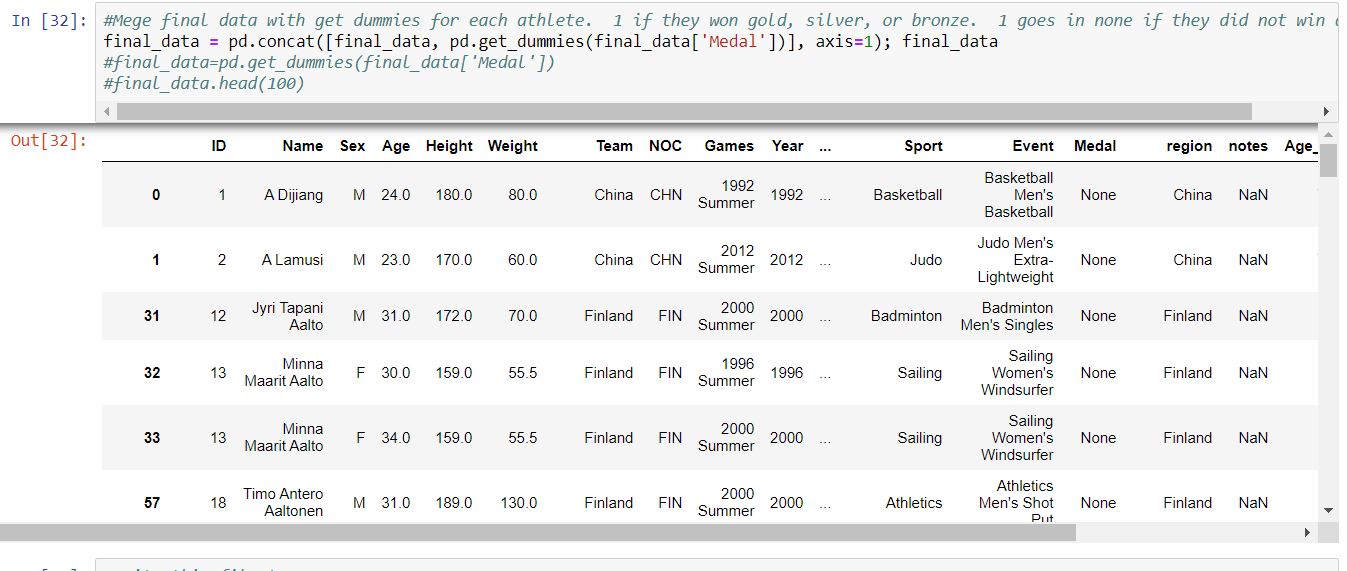 In [32]: #Mege final data with get dummies for each athlete.  1 if they won gold, silver, or bronze.  1 goes in none if they did not win
final_data = pd.concat([final_data, pd.get_dummies(final_data['Medal'])], axis=1); final_data
#final_data=pd.get_dummies(final_data['Medal'])
#final_data.head(100)
Out[32]:
ID Name Sex Age Height Weight Team NOC Games Year ... Sport Event Medal region notes Age_
0 1 A Dijiang M 24.0 180.0 80.0 China CHN 1992 Summer 1992 ... Basketball Basketball Men's Basketball None China NaN
1 2 A Lamusi M 23.0 170.0 60.0 China CHN 2012 Summer 2012 ... Judo Judo Men's Extra-Lightweight None China NaN
31 12 Jyri Tapani Aalto M 31.0 172.0 70.0 Finland FIN 2000 Summer 2000 ... Badminton Badminton Men's Singles None Finland NaN
32 13 Minna Maarit Aalto F 30.0 159.0 55.5 Finland FIN 1996 Summer 1996 ... Sailing Sailing Women's Windsurfer None Finland NaN
33 13 Minna Maarit Aalto F 34.0 159.0 55.5 Finland FIN 2000 Summer 2000 ... Sailing Sailing Women's Windsurfer None Finland NaN
57 18 Timo Antero Aaltonen M 31.0 189.0 130.0 Finland FIN 2000 Summer 2000 ... Athletics Athletics Men's Shot Put None Finland NaN